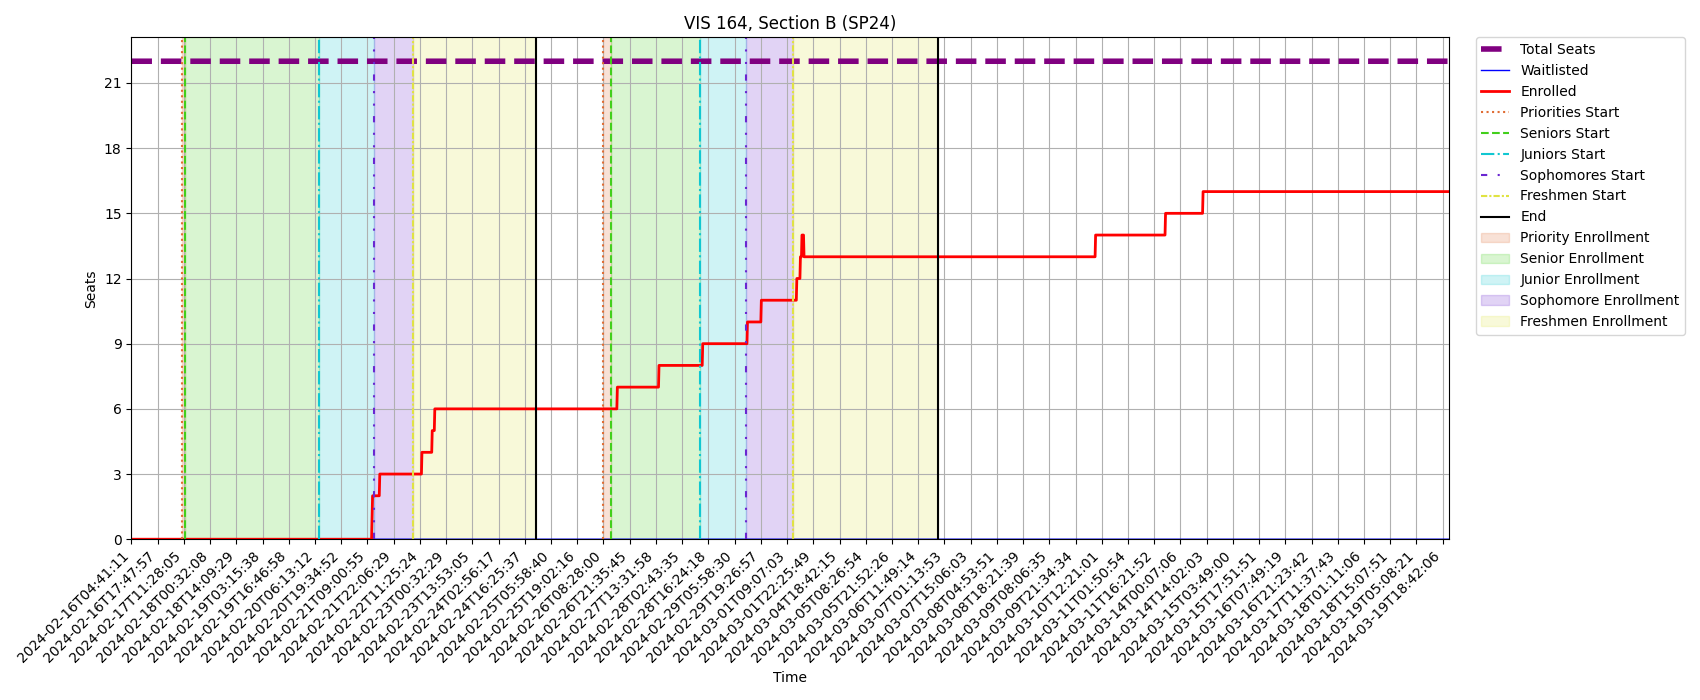 VIS 164, Section B (SP24)
Seats
21
18
15
12
9
6
3
0
2024-02-16T04:41:11
2024-02-16T17:47:57
2024-02-17T11:28:05
2024-02-18T00:32:08
2024-02-18T14:09:29
2024-02-19T03:15:38
2024-02-19T16:46:58
2024-02-20T06:13:12
2024-02-20T19:34:52
2024-02-21T09:00:55
2024-02-21T22:06:29
2024-02-22T11:25:24
2024-02-23T00:32:29
2024-02-23T13:53:05
2024-02-24T02:56:17
2024-02-24T16:25:37
2024-02-25T05:58:40
2024-02-25T19:02:16
2024-02-26T08:28:00
2024-02-26T21:35:45
2024-02-27T13:31:58
2024-02-28T02:43:35
2024-02-28T16:24:18
2024-02-29T05:58:30
2024-02-29T19:26:57
2024-03-01T09:07:03
2024-03-01T22:25:49
2024-03-04T18:42:15
2024-03-05T08:26:54
2024-03-05T21:52:26
2024-03-06T11:49:14
2024-03-07T01:13:53
2024-03-07T15:06:03
2024-03-08T04:53:51
2024-03-08T18:21:39
2024-03-09T08:06:35
2024-03-09T21:34:34
2024-03-10T12:21:01
2024-03-11T01:50:54
2024-03-11T16:21:52
2024-03-14T00:07:06
2024-03-14T14:02:03
2024-03-15T03:49:00
2024-03-15T17:51:51
2024-03-16T07:49:19
2024-03-16T21:23:42
2024-03-17T11:37:43
2024-03-18T01:11:06
2024-03-18T15:07:51
2024-03-19T05:08:21
2024-03-19T18:42:06
Time
Total Seats
Waitlisted
Enrolled
Priorities Start
Seniors Start
Juniors Start
Sophomores Start
Freshmen Start
End
Priority Enrollment
Senior Enrollment
Junior Enrollment
Sophomore Enrollment
Freshmen Enrollment